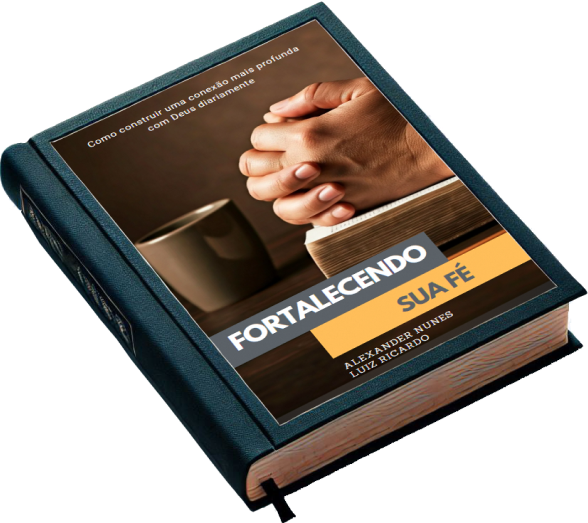 Como construir uma conexão mais profunda
com Deus diariamente
FORTALECENDO
SUA FÉ
ALEXANDER NUNES
LUIZ RICARDO